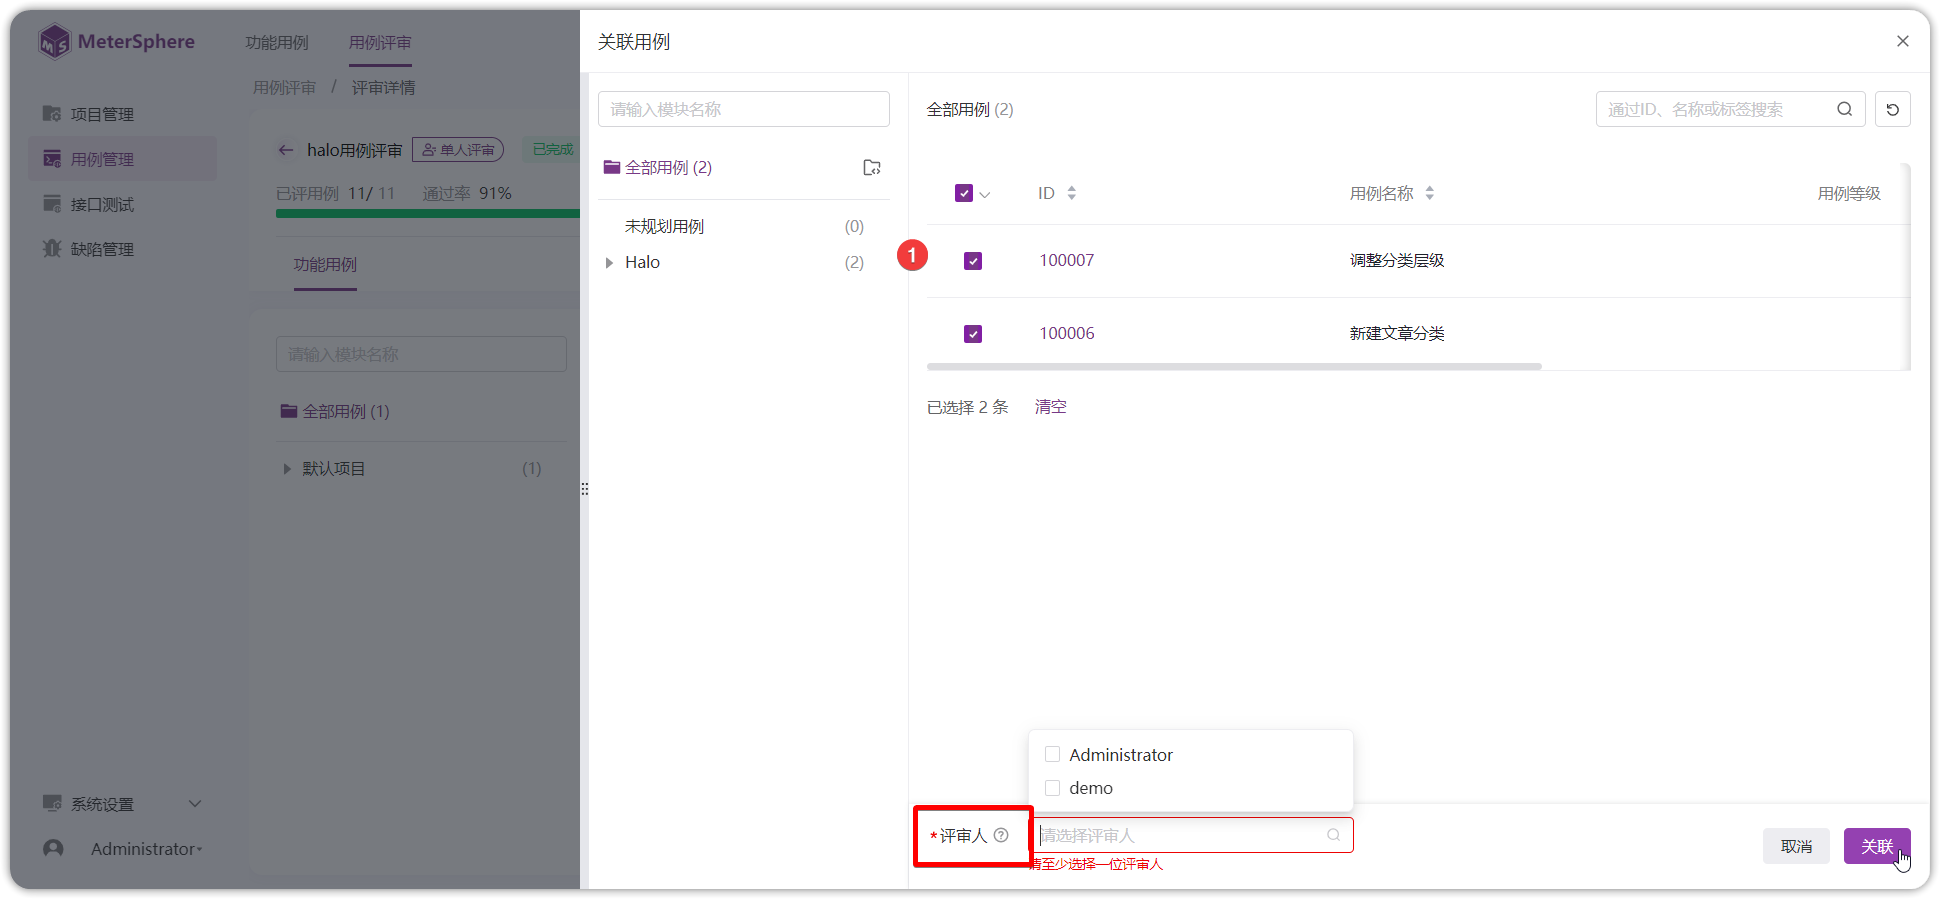 MeterSphere
功能用例
用例评审
用例评审 / 评审详情
项目管理
用例管理
接口测试
缺陷管理
halo用例评审
单人评审
已完成
已评用例 11/ 11
通过率 91%
功能用例
请输入模块名称
全部用例 (1)
默认项目 (1)
系统设置
Administrator
关联用例
请输入模块名称
全部用例 (2)
未规划用例 (0)
Halo (2)
全部用例 (2)
通过ID、名称或标签搜索
ID
用例名称
用例等级
1
100007
调整分类层级
100006
新建文章分类
已选择 2 条
清空
Administrator
demo
*评审人
请选择评审人
请至少选择一位评审人
取消
关联